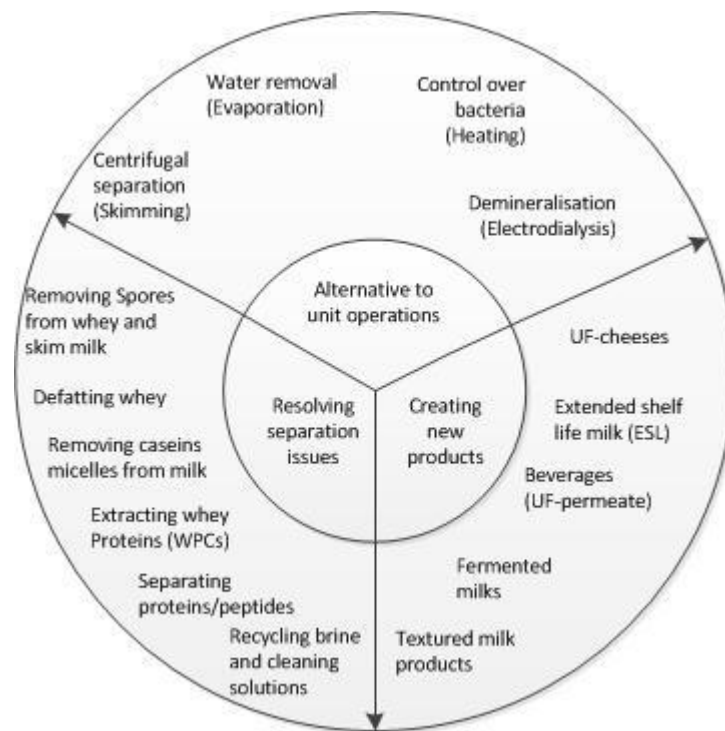 Water removal
(Evaporation)
Control over
bacteria
(Heating)
Centrifugal
separation
(Skimming)
Demineralisation
(Electrodialysis)
Alternative to
unit operations
Removing Spores
from whey and
skim milk
Defatting whey
Removing caseins
micelles from milk
Extracting whey
Proteins (WPCs)
Separating
proteins/peptides
Recycling brine
and cleaning
solutions
Resolving
separation
issues
Creating
new
products
UF-cheeses
Extended shelf
life milk (ESL)
Beverages
(UF-permeate)
Fermented
milks
Textured milk
products